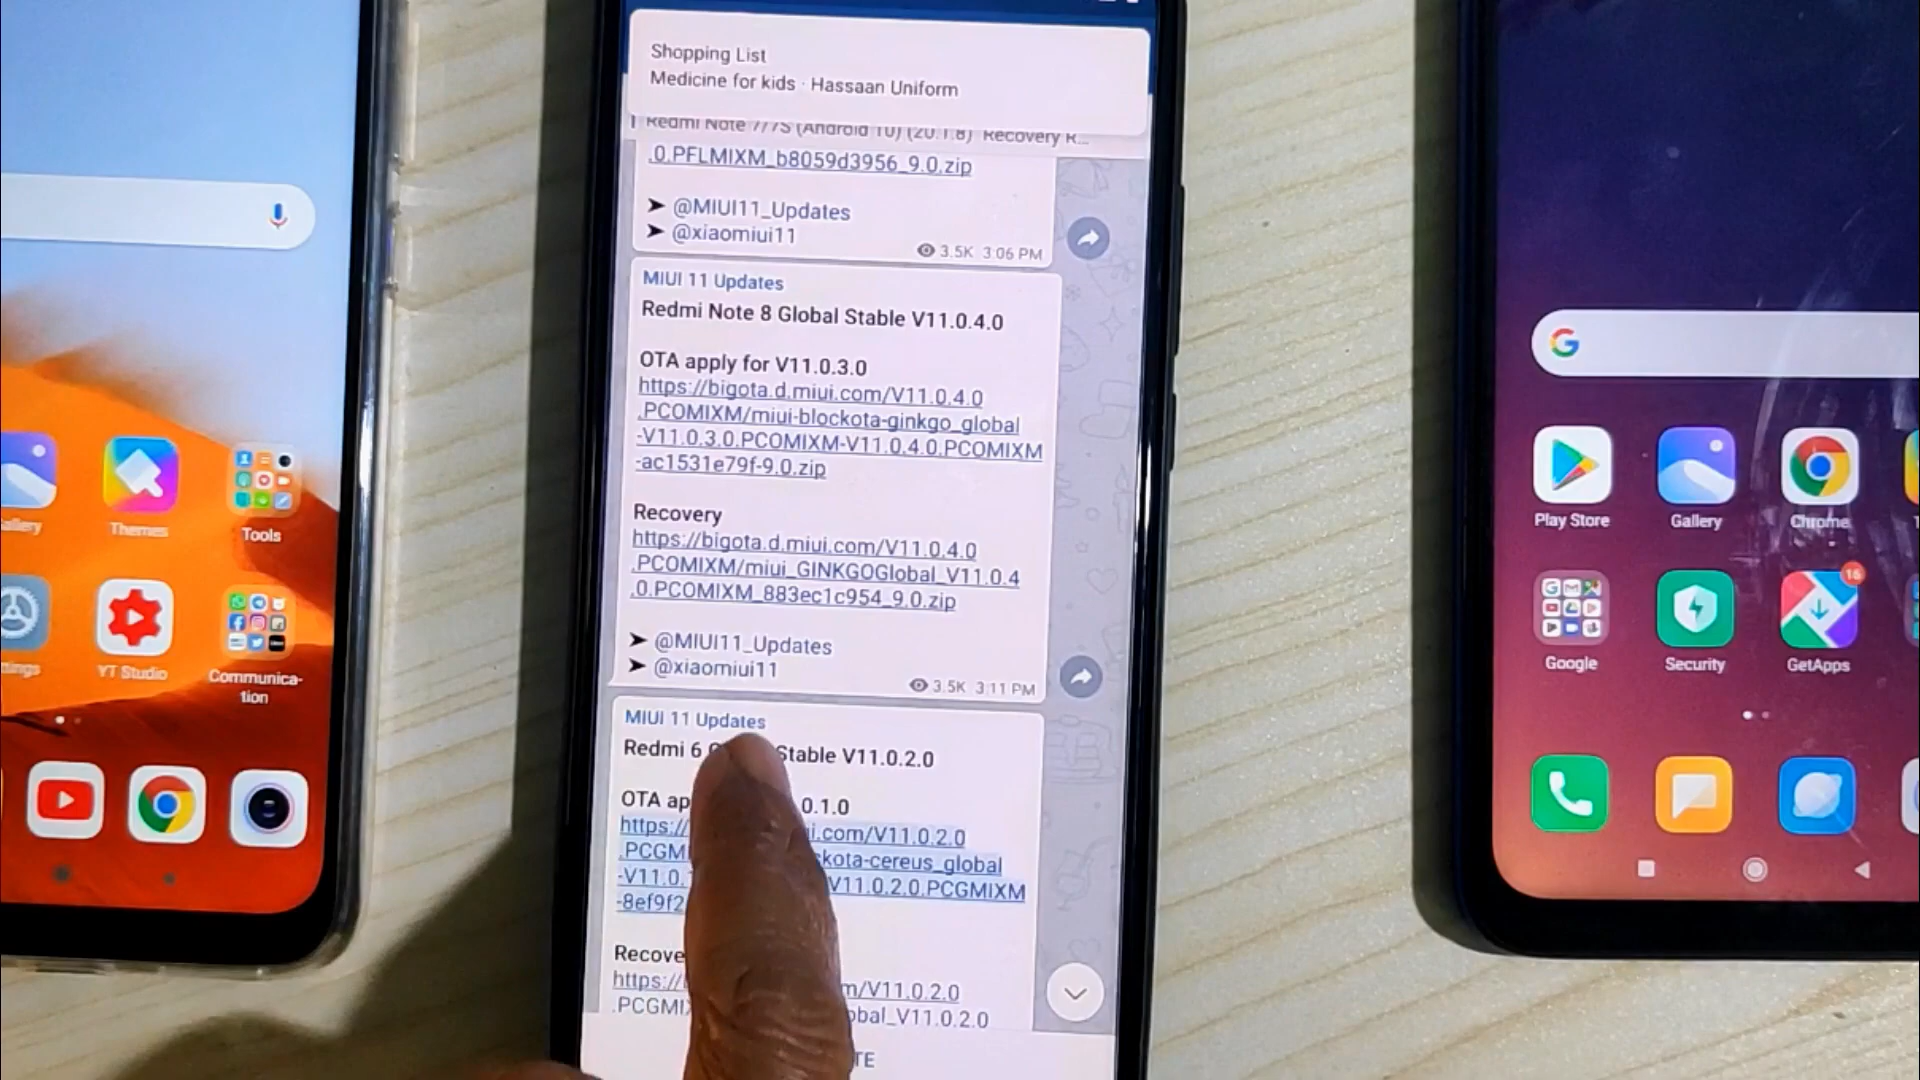 Shopping List
Medicine for kids · Hassaan Uniform
Redmi Note 7/7S (Android 10) (20.1.8) Recovery R...
.0.PFLMIXM_b8059d3956_9.0.zip
➤ @MIUI11_Updates
➤ @xiaomiui11
3.5K 3:06 PM
MIUI 11 Updates
Redmi Note 8 Global Stable V11.0.4.0
OTA apply for V11.0.3.0
https://bigota.d.miui.com/V11.0.4.0
.PCOMIXM/miui-blockota-ginkgo_global
-V11.0.3.0.PCOMIXM-V11.0.4.0.PCOMIXM
-ac1531e79f-9.0.zip
Recovery
https://bigota.d.miui.com/V11.0.4.0
.PCOMIXM/miui_GINKGOGlobal_V11.0.4
.0.PCOMIXM_883ec1c954_9.0.zip
➤ @MIUI11_Updates
➤ @xiaomiui11
3.5K 3:11 PM
MIUI 11 Updates
Redmi 6 Stable V11.0.2.0
OTA ap 0.1.0
https:// ui.com/V11.0.2.0
.PCGM ckota-cereus_global
-V11.0. V11.0.2.0.PCGMIXM
-8ef9f2
Recove
https:// m/V11.0.2.0
.PCGMIX obal_V11.0.2.0
TE
allery
Themes
Tools
ttings
YT Studio
Communica-
tion
G
Play Store
Gallery
Chrome
16
Google
Security
GetApps